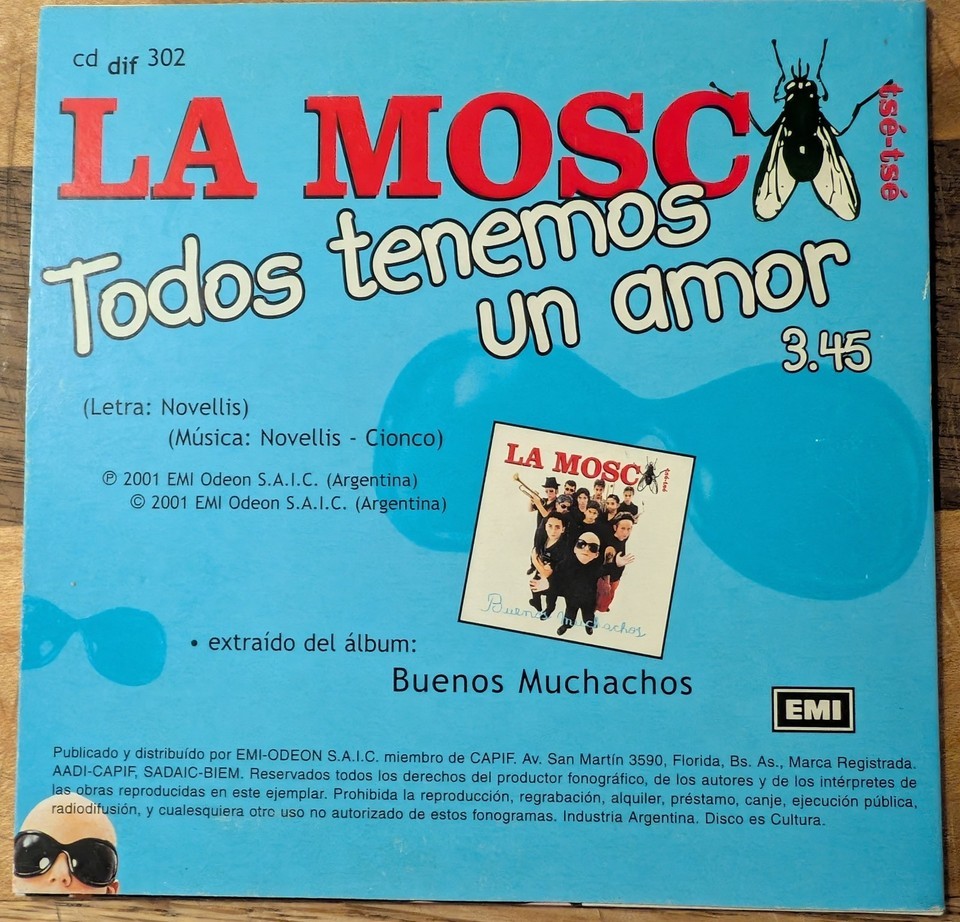 cd dif 302
LA MOSC
tsé-tsé
Todos tenemos
un amor
3.45
(Letra: Novellis)
(Música: Novellis - Cionco)
℗ 2001 EMI Odeon S.A.I.C. (Argentina)
© 2001 EMI Odeon S.A.I.C. (Argentina)
LA MOSC
tsé-tsé
Buenos muchachos
• extraído del álbum:
Buenos Muchachos
EMI
Publicado y distribuído por EMI-ODEON S.A.I.C. miembro de CAPIF. Av. San Martín 3590, Florida, Bs. As., Marca Registrada.
AADI-CAPIF, SADAIC-BIEM. Reservados todos los derechos del productor fonográfico, de los autores y de los intérpretes de
las obras reproducidas en este ejemplar. Prohibida la reproducción, regrabación, alquiler, préstamo, canje, ejecución pública,
radiodifusión, y cualesquiera otro uso no autorizado de estos fonogramas. Industria Argentina. Disco es Cultura.